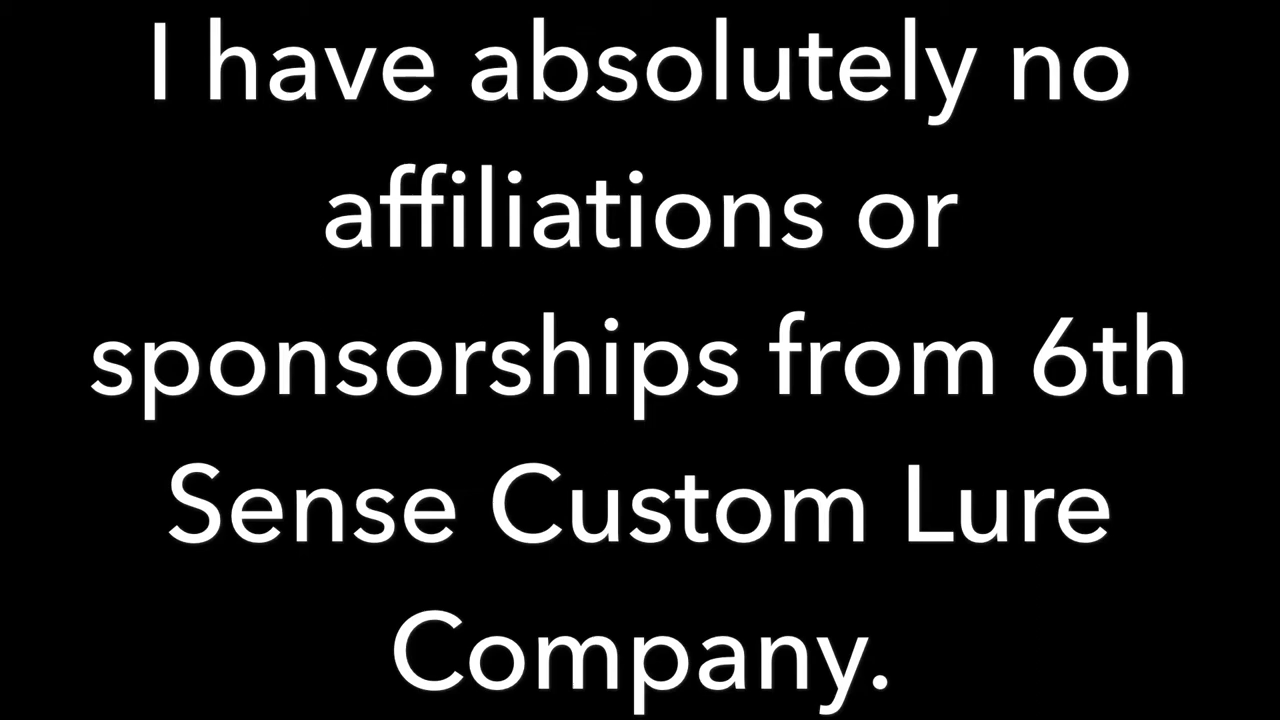 I have absolutely no
affiliations or
sponsorships from 6th
Sense Custom Lure
Company.